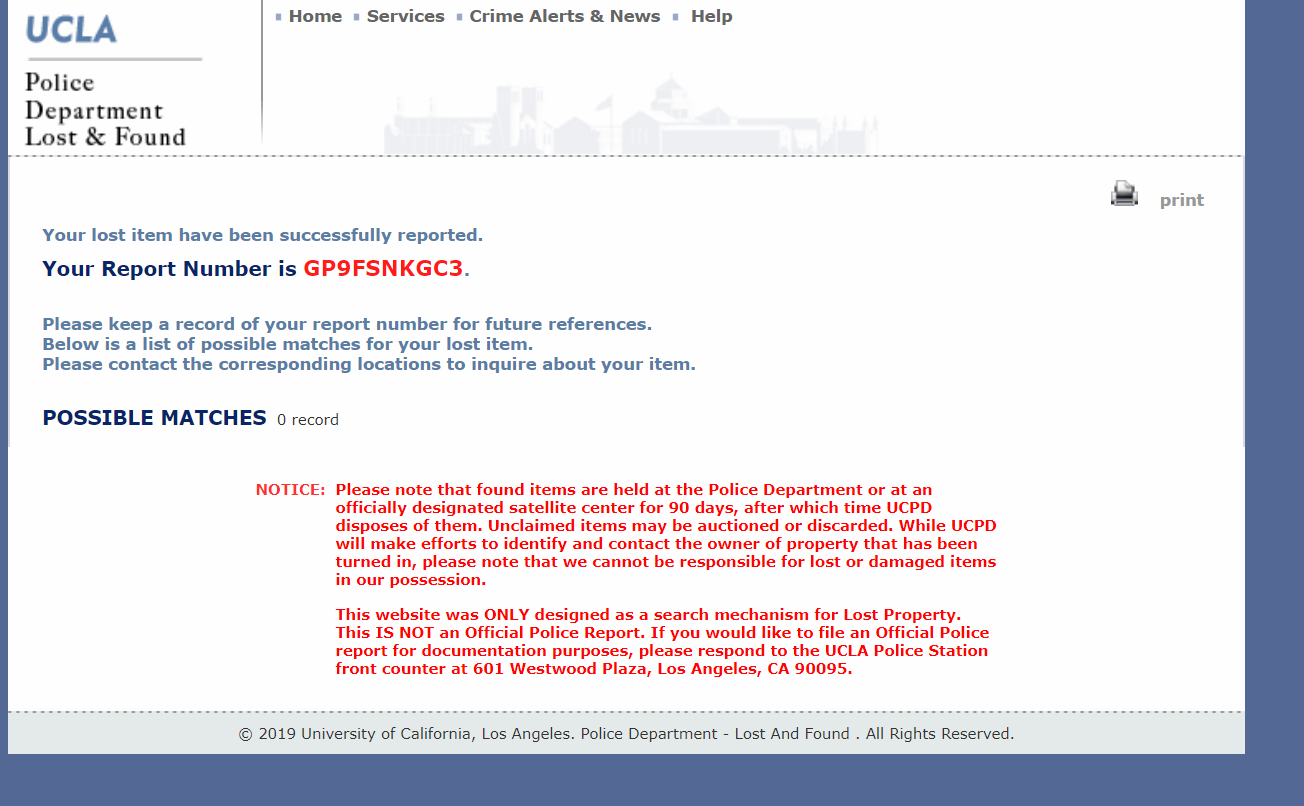 UCLA
Police
Department
Lost & Found
Home Services Crime Alerts & News Help
print
Your lost item have been successfully reported.
Your Report Number is GP9FSNKGC3.
Please keep a record of your report number for future references.
Below is a list of possible matches for your lost item.
Please contact the corresponding locations to inquire about your item.
POSSIBLE MATCHES 0 record
NOTICE: Please note that found items are held at the Police Department or at an
officially designated satellite center for 90 days, after which time UCPD
disposes of them. Unclaimed items may be auctioned or discarded. While UCPD
will make efforts to identify and contact the owner of property that has been
turned in, please note that we cannot be responsible for lost or damaged items
in our possession.
This website was ONLY designed as a search mechanism for Lost Property.
This IS NOT an Official Police Report. If you would like to file an Official Police
report for documentation purposes, please respond to the UCLA Police Station
front counter at 601 Westwood Plaza, Los Angeles, CA 90095.
© 2019 University of California, Los Angeles. Police Department - Lost And Found . All Rights Reserved.